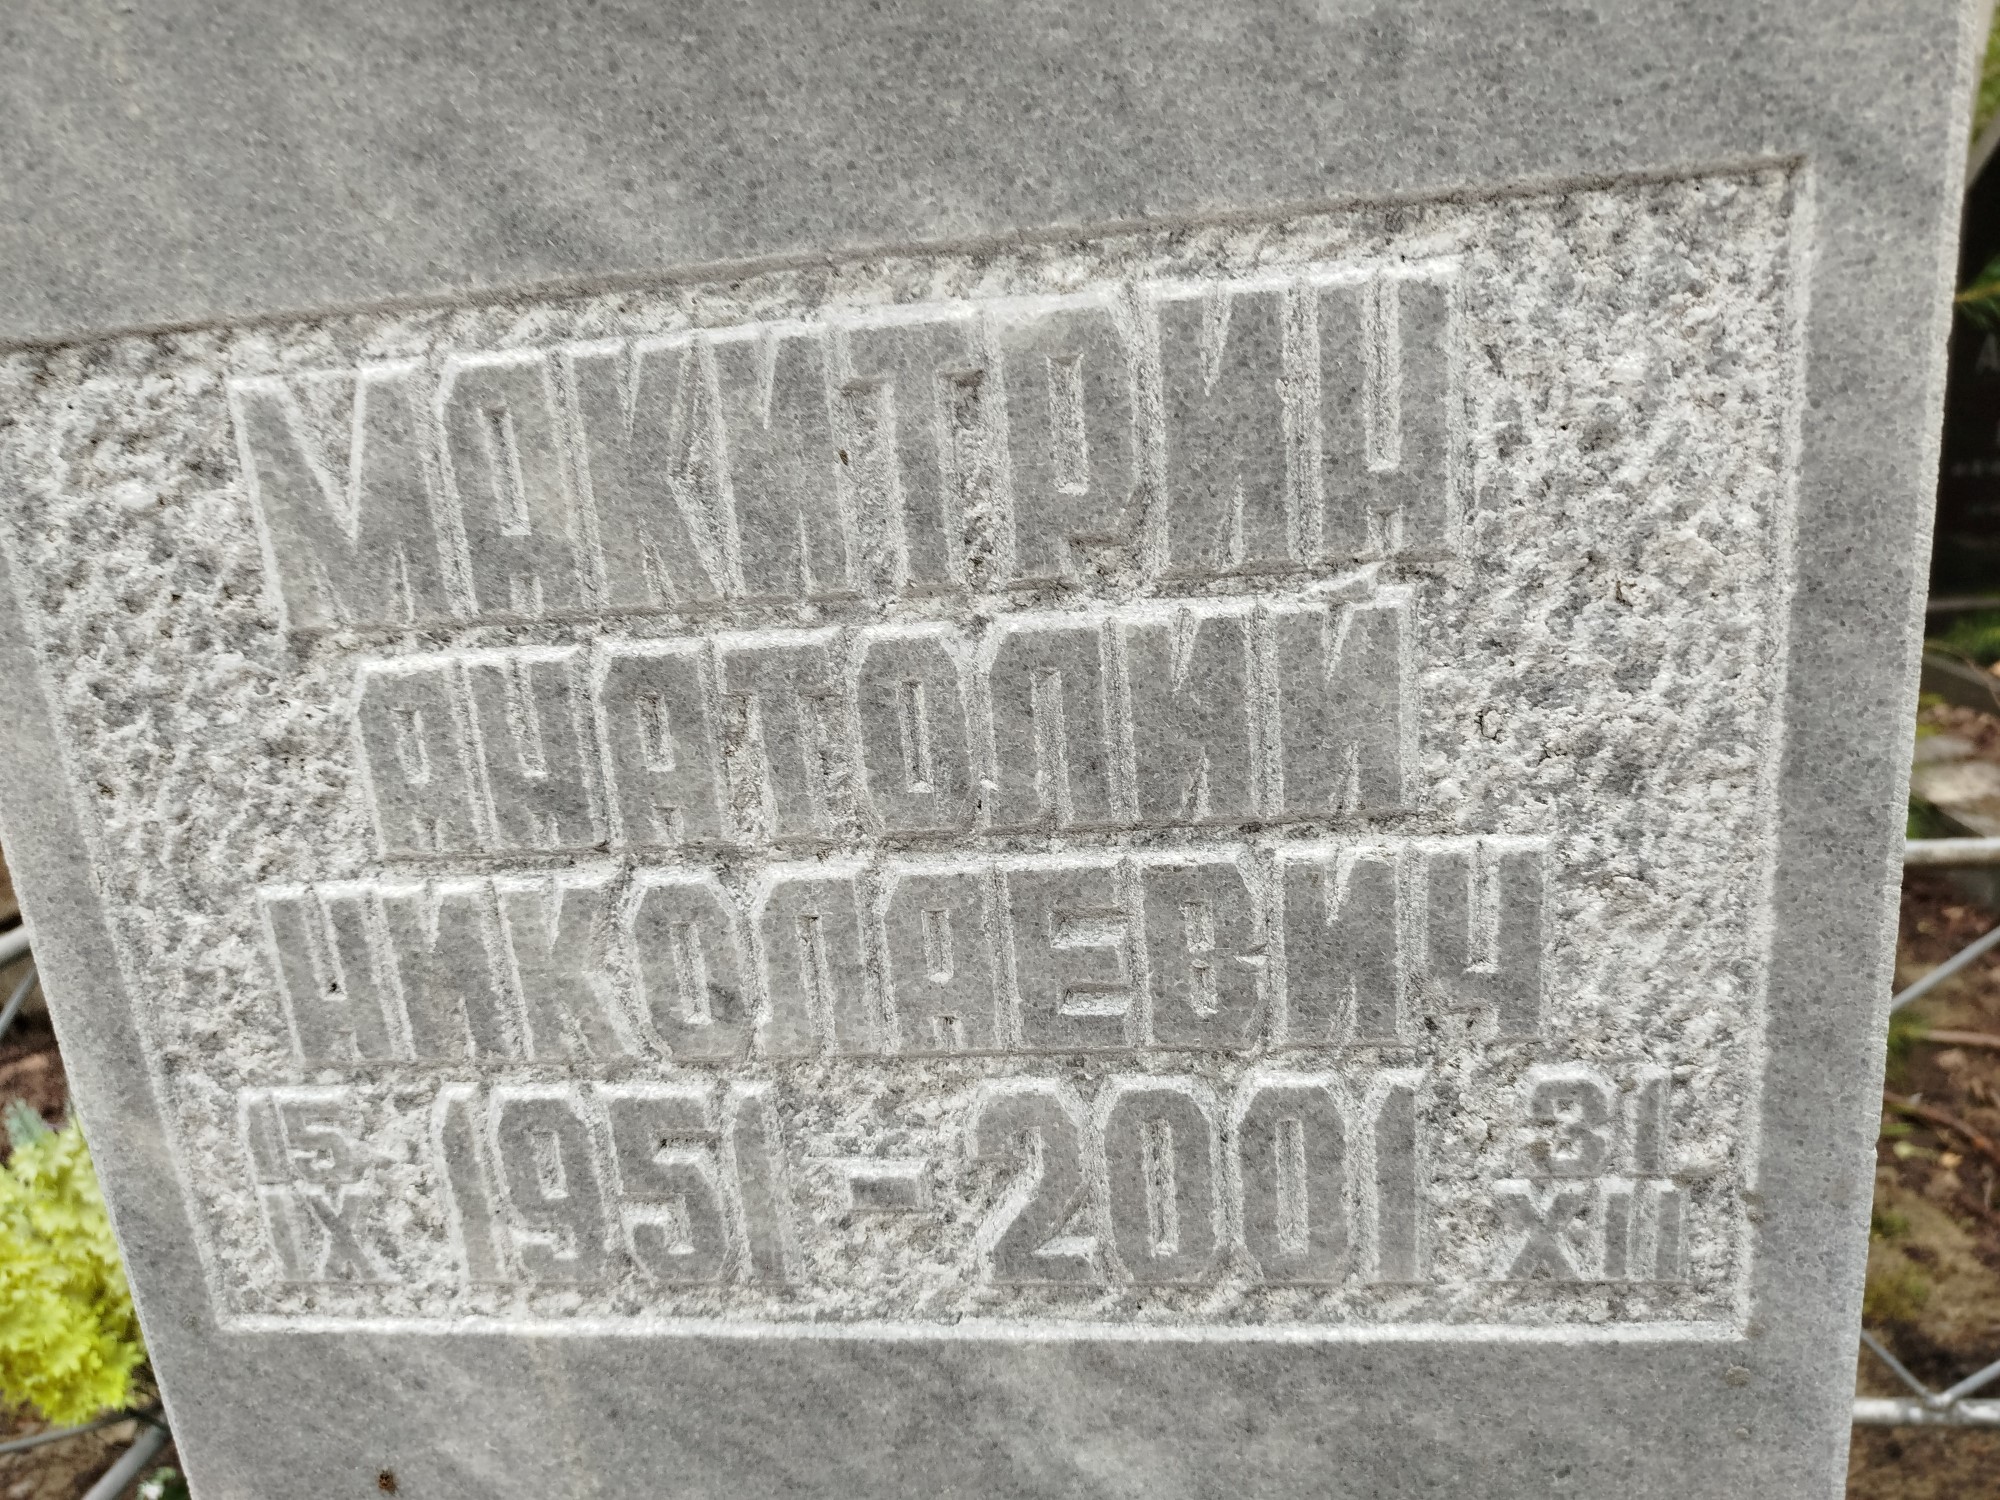 МАКИТРИН
АНАТОЛИЙ
НИКОЛАЕВИЧ
15 IX 1951 – 2001 31 XII